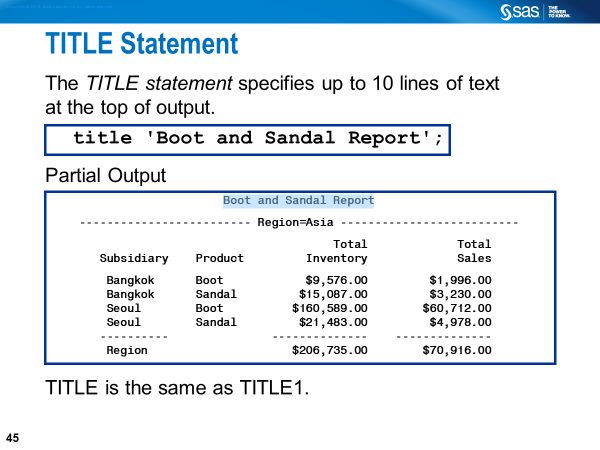 sas THE POWER TO KNOW.
TITLE Statement
The TITLE statement specifies up to 10 lines of text
at the top of output.
title 'Boot and Sandal Report';
Partial Output
Boot and Sandal Report
------------------------- Region=Asia --------------------------
Total Total
Subsidiary Product Inventory Sales
Bangkok Boot $9,576.00 $1,996.00
Bangkok Sandal $15,087.00 $3,230.00
Seoul Boot $160,589.00 $60,712.00
Seoul Sandal $21,483.00 $4,978.00
---------- -------------- --------------
Region $206,735.00 $70,916.00
TITLE is the same as TITLE1.
45